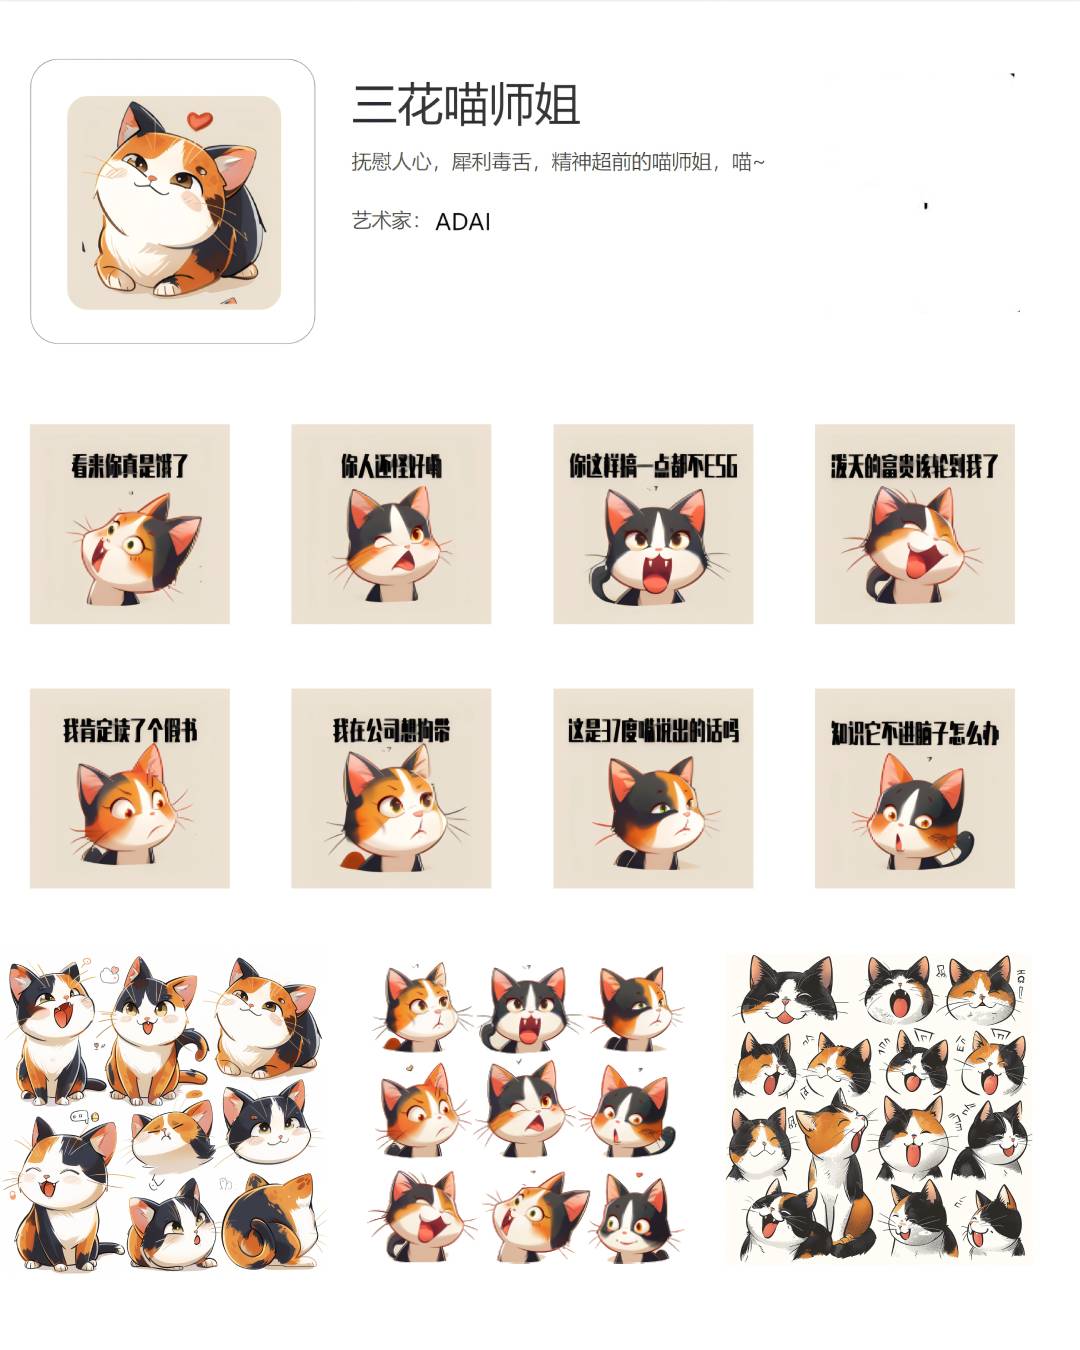 三花喵师姐
抚慰人心，犀利毒舌，精神超前的喵师姐，喵~
艺术家： ADAI
看来你真是饿了
你人还怪好嘞
你这样搞一点都不ESG
泼天的富贵该轮到我了
我肯定读了个假书
我在公司想狗带
这是37度嘴说出的话吗
知识它不进脑子怎么办